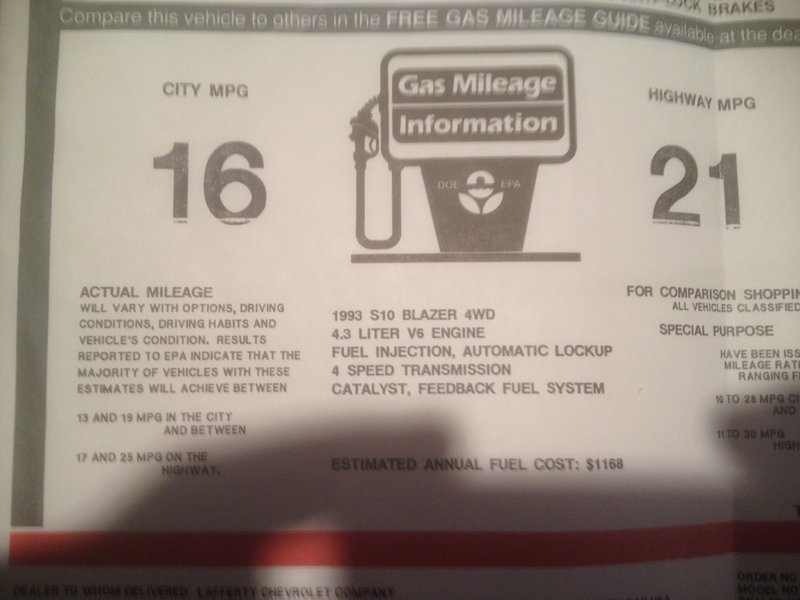 LOCK BRAKES
Compare this vehicle to others in the FREE GAS MILEAGE GUIDE available at the dea
CITY MPG
16
Gas Mileage
Information
DOE EPA
HIGHWAY MPG
21
ACTUAL MILEAGE
WILL VARY WITH OPTIONS, DRIVING
CONDITIONS, DRIVING HABITS AND
VEHICLE'S CONDITION. RESULTS
REPORTED TO EPA INDICATE THAT THE
MAJORITY OF VEHICLES WITH THESE
ESTIMATES WILL ACHIEVE BETWEEN
13 AND 19 MPG IN THE CITY
AND BETWEEN
17 AND 25 MPG ON THE
HIGHWAY.
1993 S10 BLAZER 4WD
4.3 LITER V6 ENGINE
FUEL INJECTION, AUTOMATIC LOCKUP
4 SPEED TRANSMISSION
CATALYST, FEEDBACK FUEL SYSTEM
ESTIMATED ANNUAL FUEL COST: $1168
FOR COMPARISON SHOPPIN
ALL VEHICLES CLASSIFIED
SPECIAL PURPOSE
HAVE BEEN ISS
MILEAGE RATI
RANGING F
10 TO 28 MPG CI
AND
11 TO 30 MPG
HIGH
DEALER TO WHOM DELIVERED LAFFERTY CHEVROLET COMPANY
ORDER NO
MODEL NO